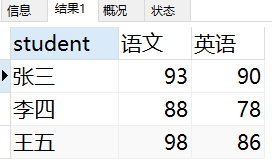 信息 结果1 概况 状态
student 语文 英语
张三 93 90
李四 88 78
王五 98 86